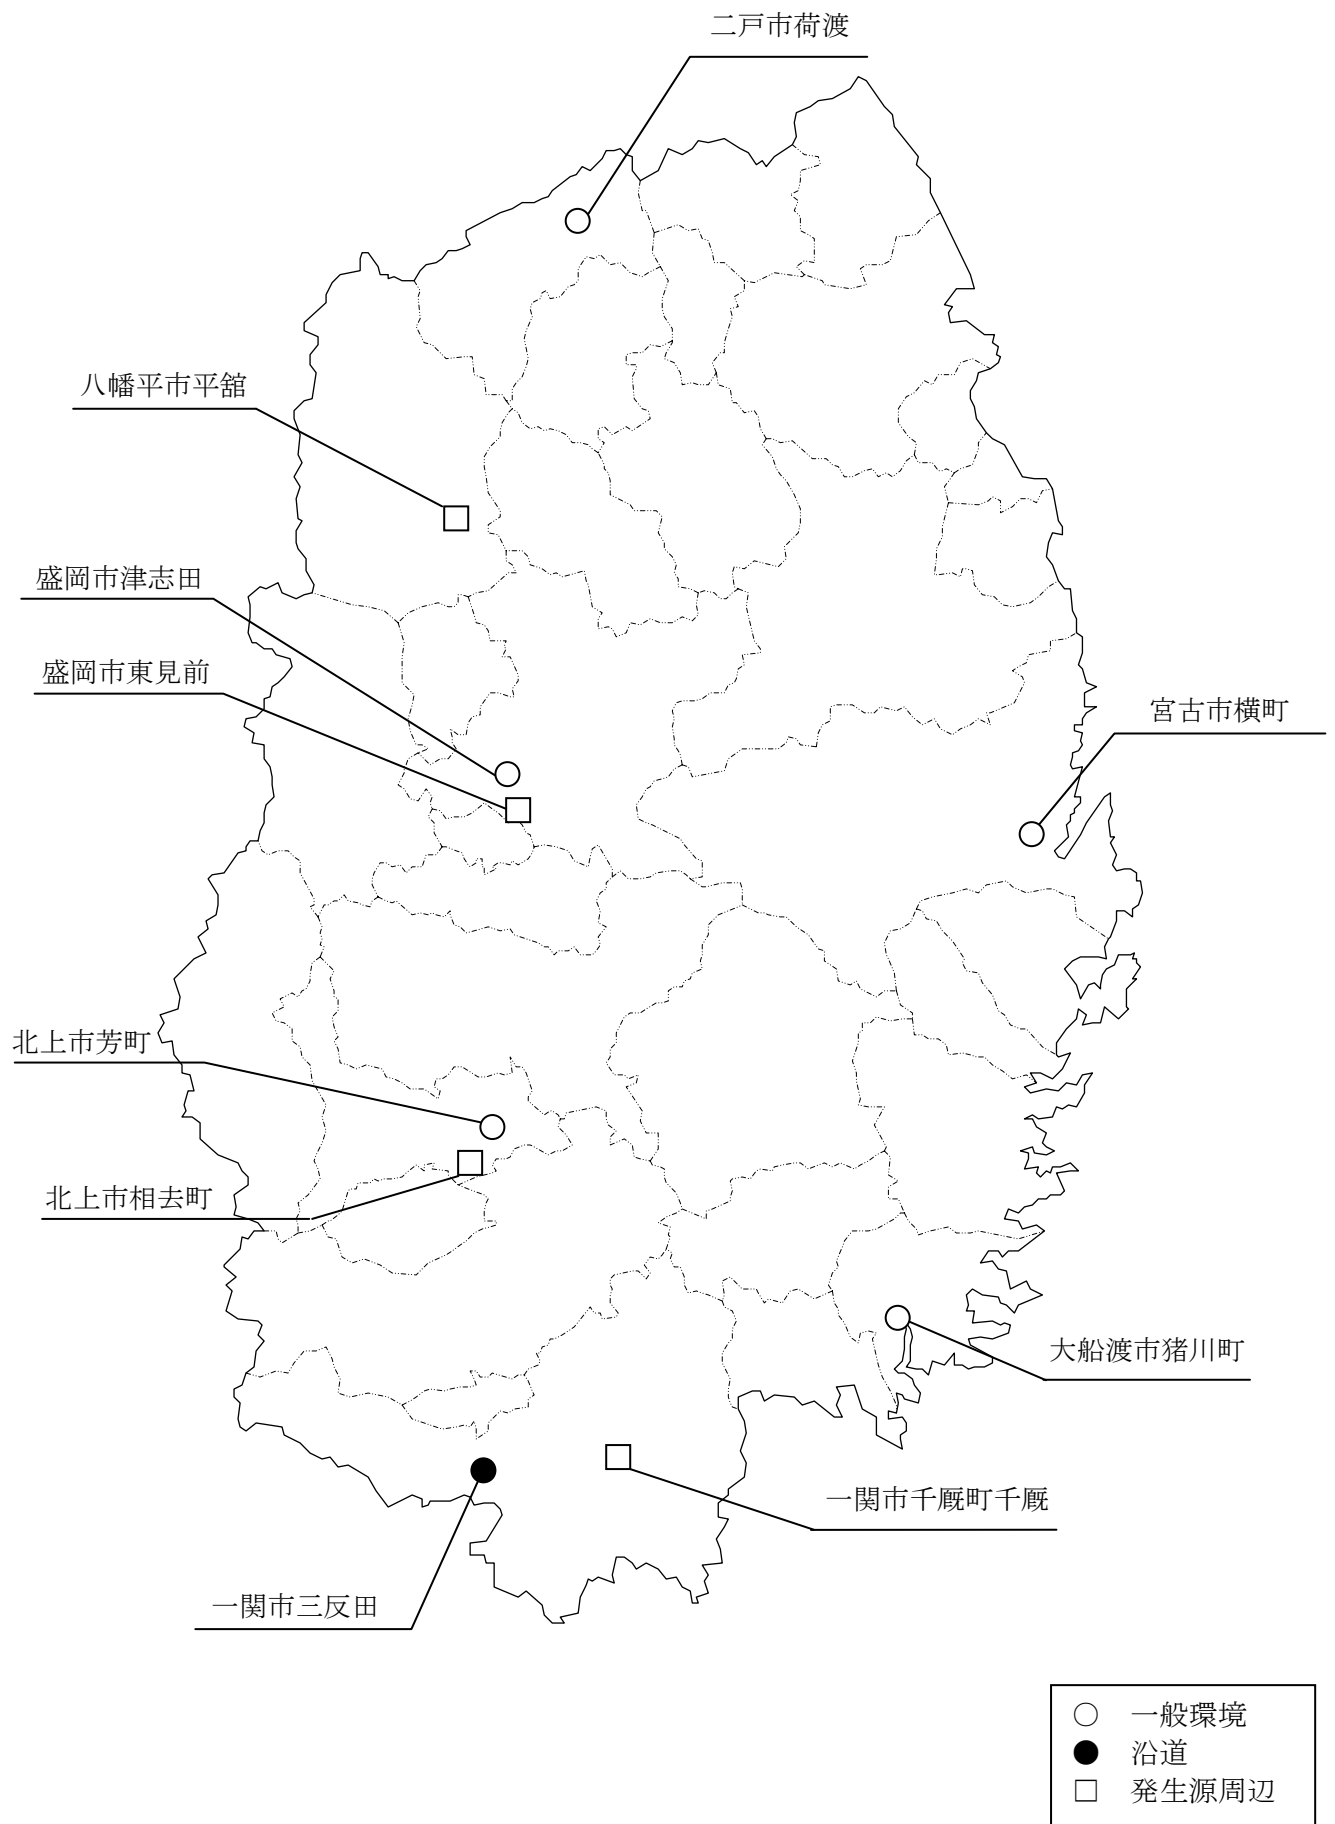 二戸市荷渡
八幡平市平舘
盛岡市津志田
盛岡市東見前
宮古市横町
北上市芳町
北上市相去町
大船渡市猪川町
一関市千厩町千厩
一関市三反田
○ 一般環境
● 沿道
□ 発生源周辺